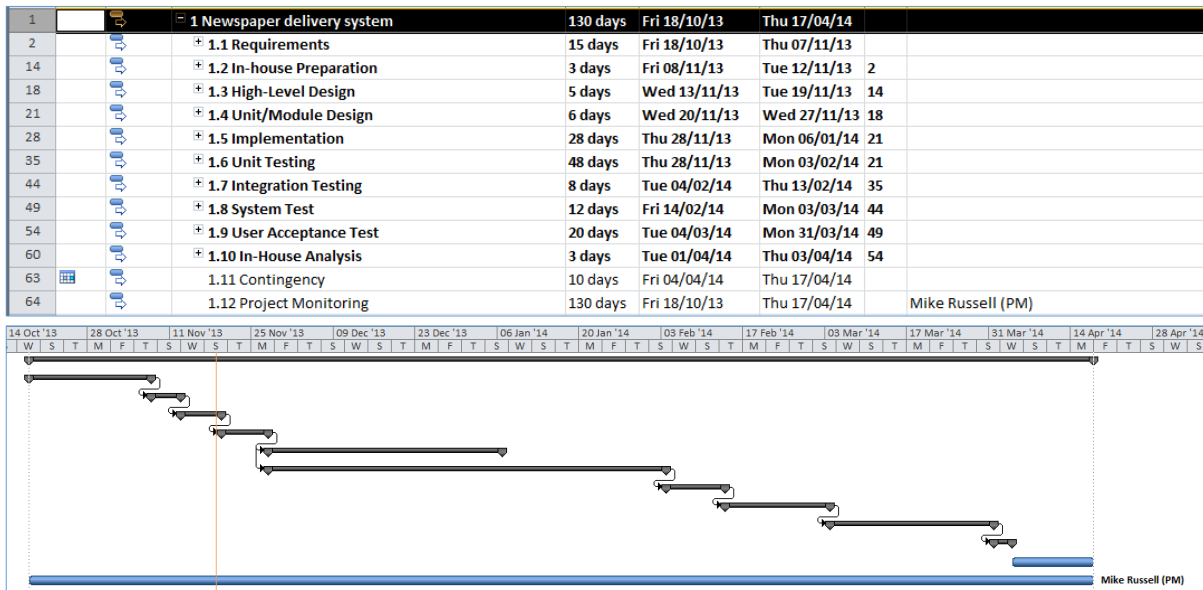 1 1 Newspaper delivery system 130 days Fri 18/10/13 Thu 17/04/14
2 1.1 Requirements 15 days Fri 18/10/13 Thu 07/11/13
14 1.2 In-house Preparation 3 days Fri 08/11/13 Tue 12/11/13 2
18 1.3 High-Level Design 5 days Wed 13/11/13 Tue 19/11/13 14
21 1.4 Unit/Module Design 6 days Wed 20/11/13 Wed 27/11/13 18
28 1.5 Implementation 28 days Thu 28/11/13 Mon 06/01/14 21
35 1.6 Unit Testing 48 days Thu 28/11/13 Mon 03/02/14 21
44 1.7 Integration Testing 8 days Tue 04/02/14 Thu 13/02/14 35
49 1.8 System Test 12 days Fri 14/02/14 Mon 03/03/14 44
54 1.9 User Acceptance Test 20 days Tue 04/03/14 Mon 31/03/14 49
60 1.10 In-House Analysis 3 days Tue 01/04/14 Thu 03/04/14 54
63 1.11 Contingency 10 days Fri 04/04/14 Thu 17/04/14
64 1.12 Project Monitoring 130 days Fri 18/10/13 Thu 17/04/14 Mike Russell (PM)
14 Oct '13 28 Oct '13 11 Nov '13 25 Nov '13 09 Dec '13 23 Dec '13 06 Jan '14 20 Jan '14 03 Feb '14 17 Feb '14 03 Mar '14 17 Mar '14 31 Mar '14 14 Apr '14 28 Apr '14
W S T M F T S W S T M F T S W S T M F T S W S T M F T S W S T M F T S W S T M F T S W S T M F T S W S
Mike Russell (PM)